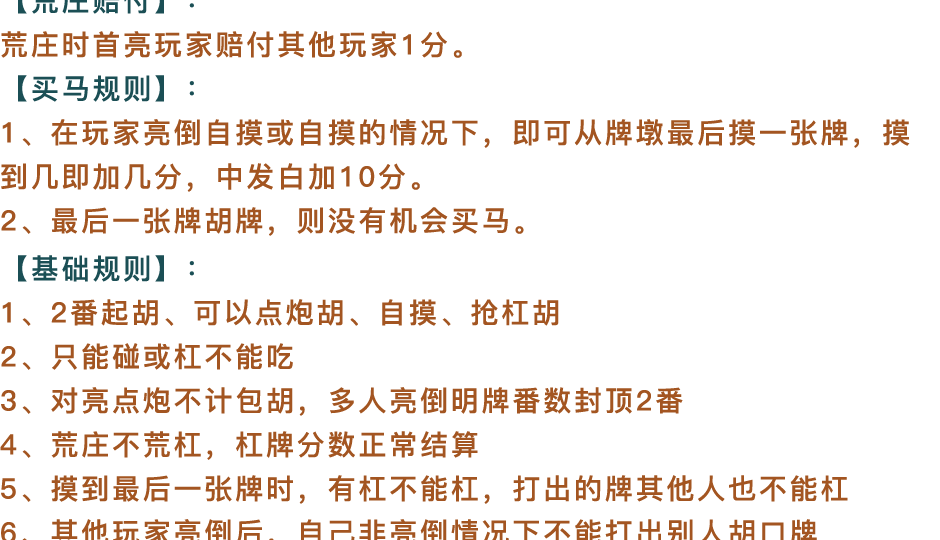 【荒庄赔付】:
荒庄时首亮玩家赔付其他玩家1分。
【买马规则】:
1、在玩家亮倒自摸或自摸的情况下，即可从牌墩最后摸一张牌，摸
到几即加几分，中发白加10分。
2、最后一张牌胡牌，则没有机会买马。
【基础规则】:
1、2番起胡、可以点炮胡、自摸、抢杠胡
2、只能碰或杠不能吃
3、对亮点炮不计包胡，多人亮倒明牌番数封顶2番
4、荒庄不荒杠，杠牌分数正常结算
5、摸到最后一张牌时，有杠不能杠，打出的牌其他人也不能杠
6、其他玩家亮倒后，自己非亮倒情况下不能打出别人胡口牌